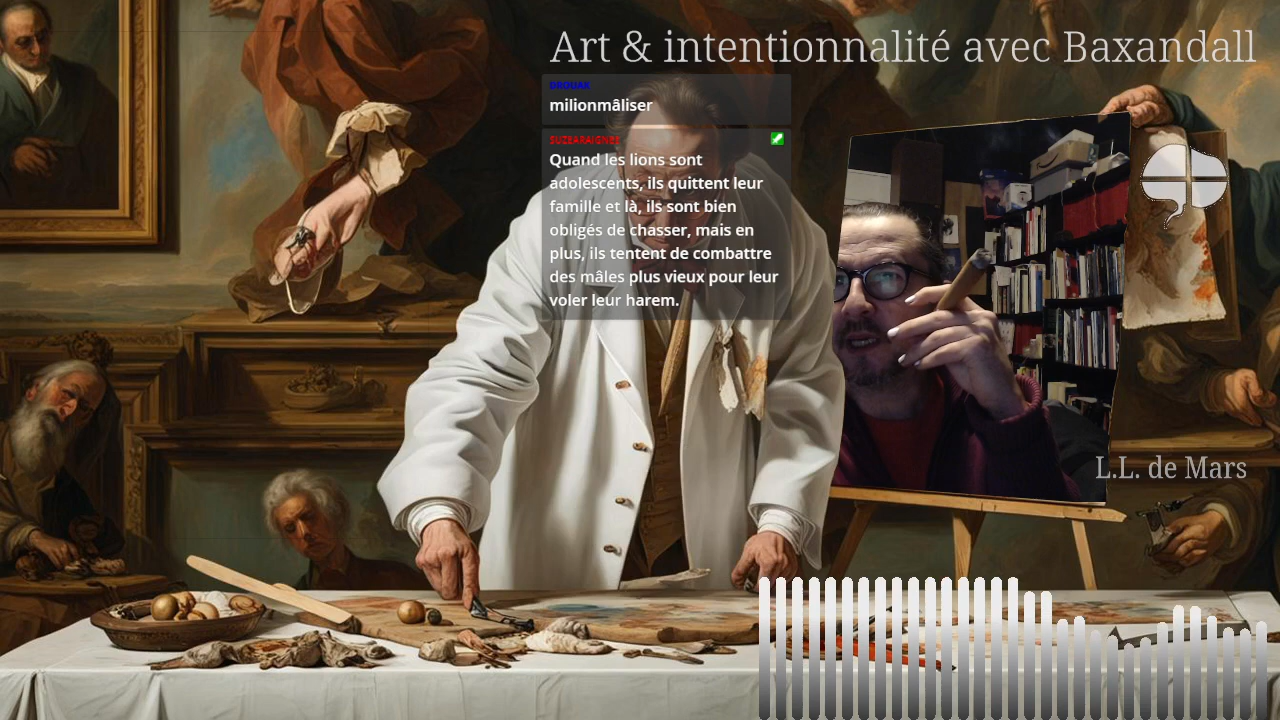 Art & intentionnalité avec Baxandall
DROUAK
milionmâliser
SUZEARAIGNEE
Quand les lions sont
adolescents, ils quittent leur
famille et là, ils sont bien
obligés de chasser, mais en
plus, ils tentent de combattre
des mâles plus vieux pour leur
voler leur harem.
L.L. de Mars